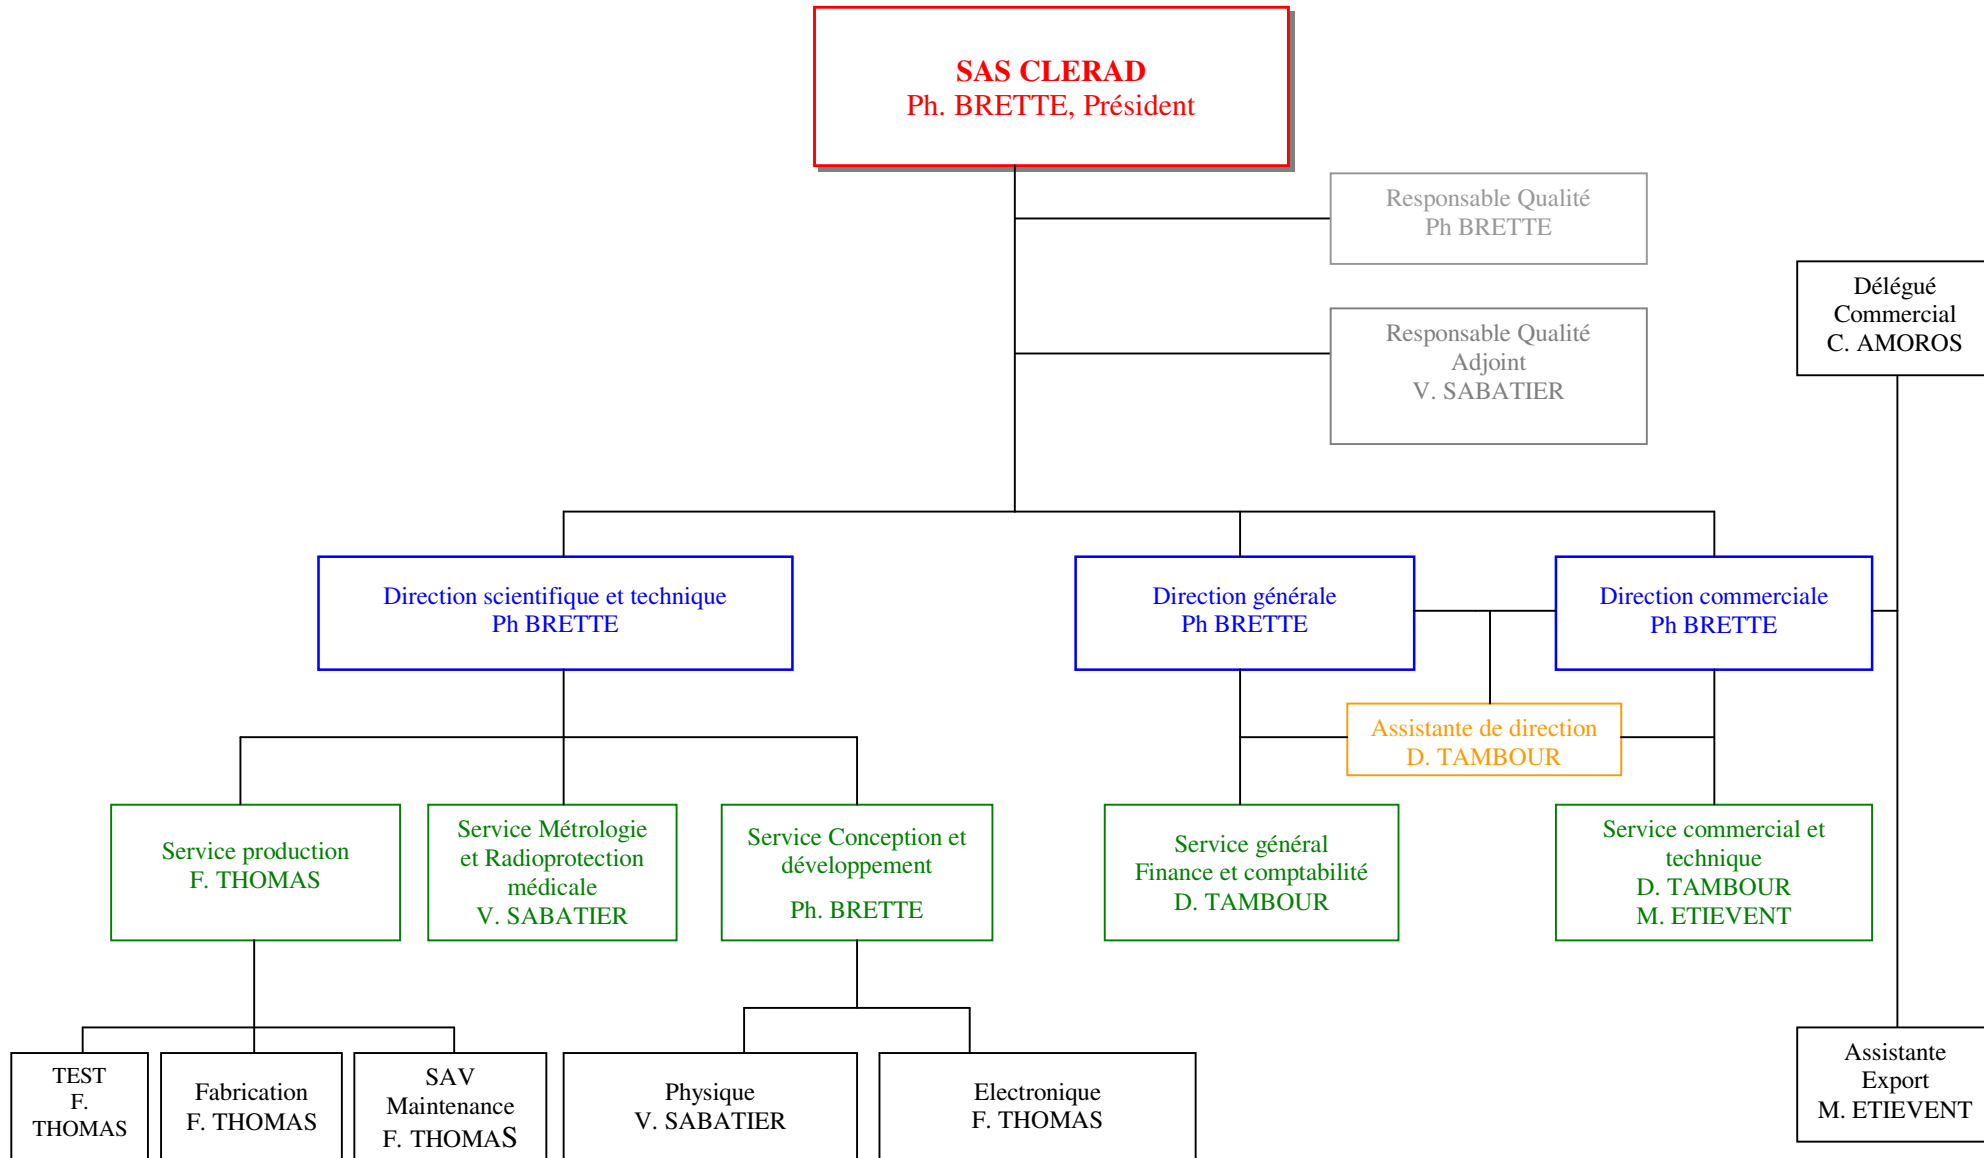 SAS CLERAD
Ph. BRETTE, Président
Responsable Qualité
Ph BRETTE
Délégué
Commercial
C. AMOROS
Responsable Qualité
Adjoint
V. SABATIER
Direction scientifique et technique
Ph BRETTE
Direction générale
Ph BRETTE
Direction commerciale
Ph BRETTE
Assistante de direction
D. TAMBOUR
Service production
F. THOMAS
Service Métrologie
et Radioprotection
médicale
V. SABATIER
Service Conception et
développement
Ph. BRETTE
Service général
Finance et comptabilité
D. TAMBOUR
Service commercial et
technique
D. TAMBOUR
M. ETIEVENT
TEST
F.
THOMAS
Fabrication
F. THOMAS
SAV
Maintenance
F. THOMAS
Physique
V. SABATIER
Electronique
F. THOMAS
Assistante
Export
M. ETIEVENT